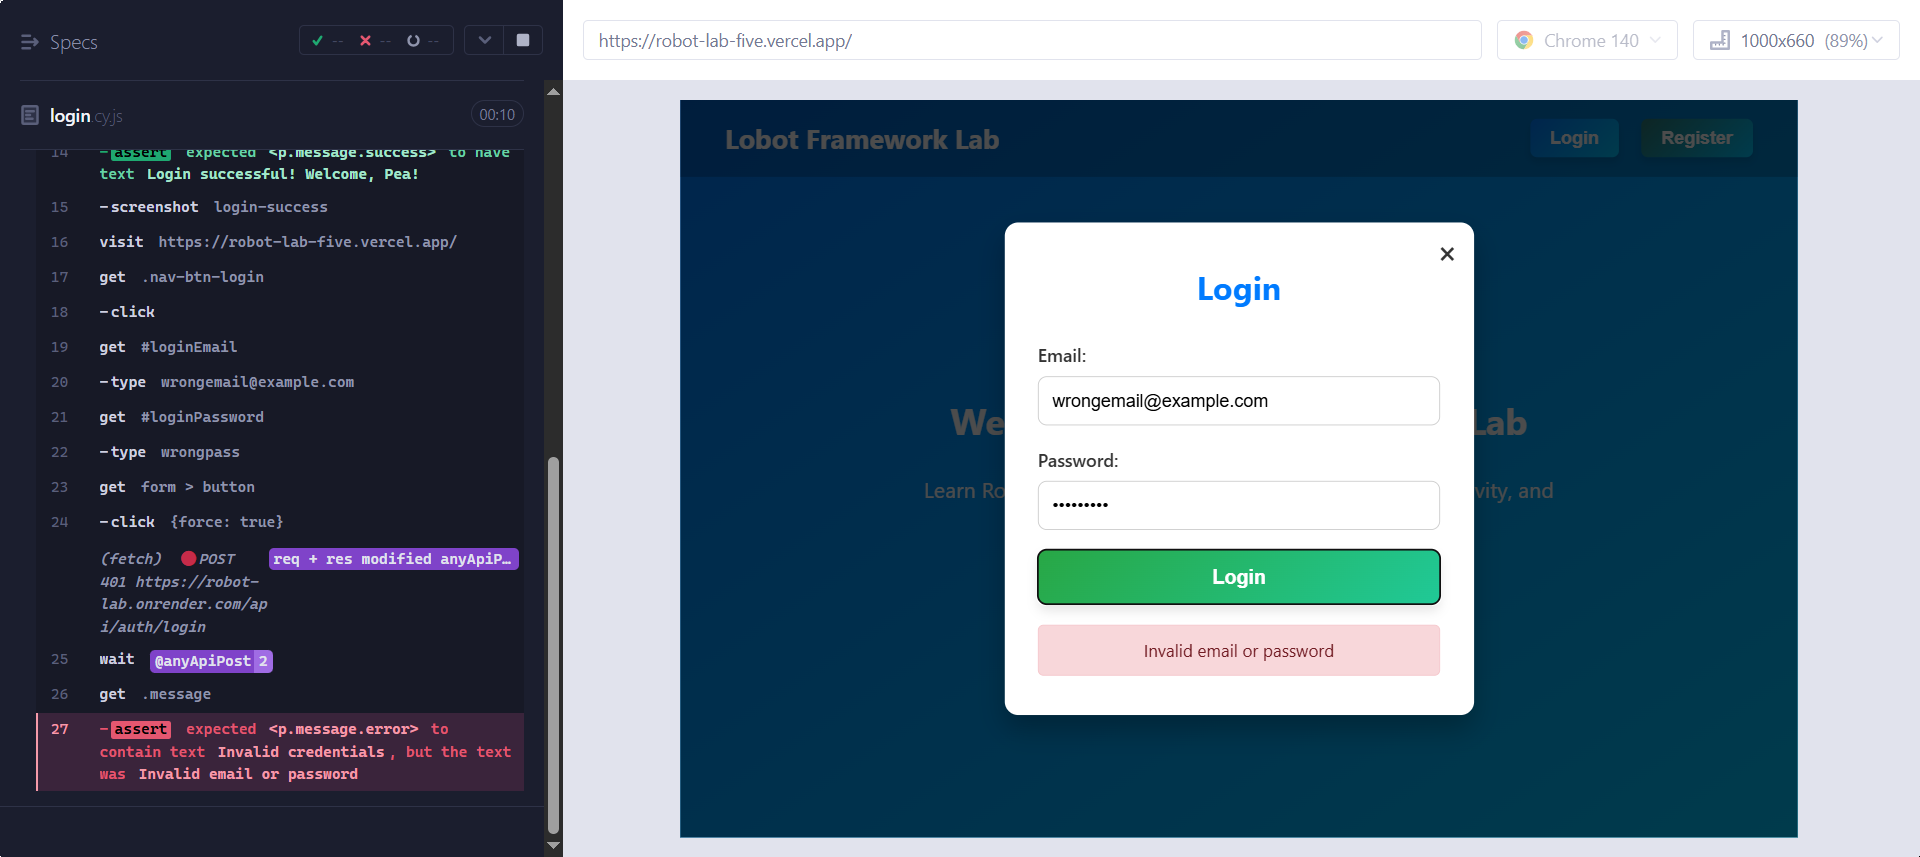 Specs
-- -- --
login.cy.js
00:10
14 -assert expected <p.message.success> to have
text Login successful! Welcome, Pea!
15 -screenshot login-success
16 visit https://robot-lab-five.vercel.app/
17 get .nav-btn-login
18 -click
19 get #loginEmail
20 -type wrongemail@example.com
21 get #loginPassword
22 -type wrongpass
23 get form > button
24 -click {force: true}
(fetch) POST req + res modified anyApiP…
401 https://robot-
lab.onrender.com/ap
i/auth/login
25 wait @anyApiPost 2
26 get .message
27 -assert expected <p.message.error> to
contain text Invalid credentials, but the text
was Invalid email or password
https://robot-lab-five.vercel.app/
Chrome 140
1000x660 (89%)
Lobot Framework Lab
Login
Register
×
Login
Email:
wrongemail@example.com
We Lab
Password:
Learn Ro vity, and
•••••••••
Login
Invalid email or password